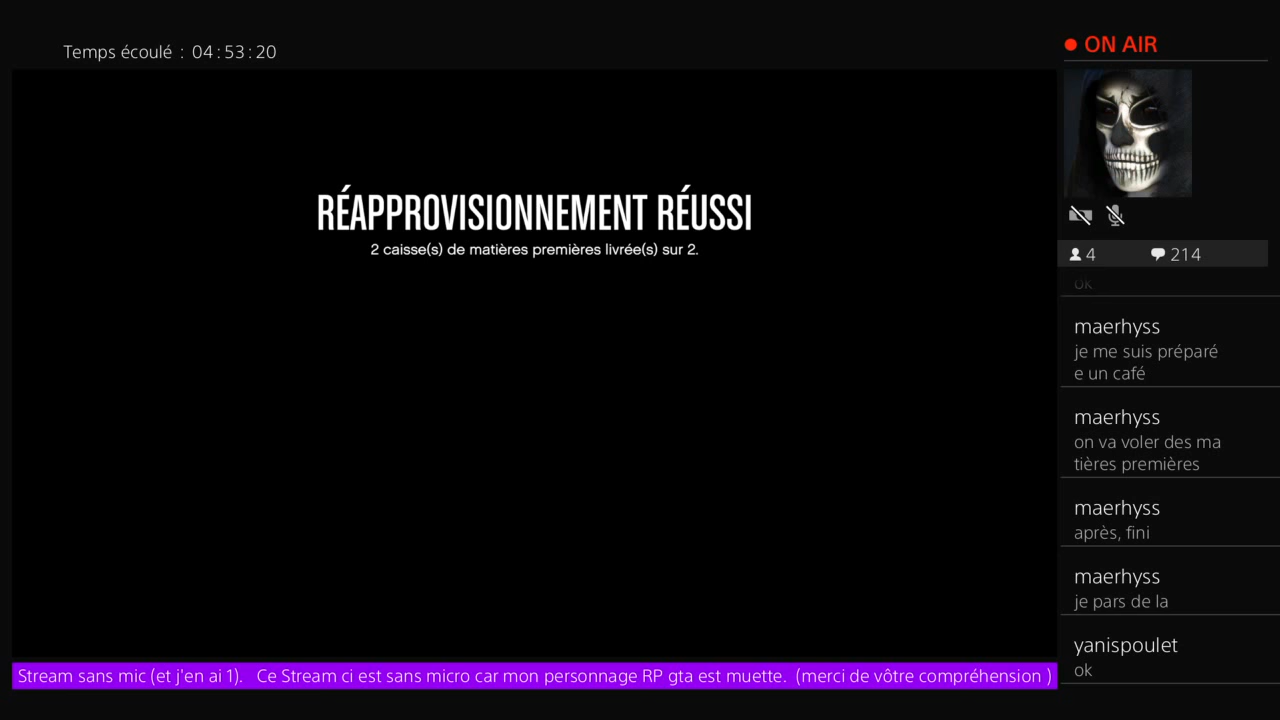 Temps écoulé : 04:53:20
ON AIR
RÉAPPROVISIONNEMENT RÉUSSI
2 caisse(s) de matières premières livrée(s) sur 2.
4 214
ok
maerhyss
je me suis préparé
e un café
maerhyss
on va voler des ma
tières premières
maerhyss
après, fini
maerhyss
je pars de la
yanispoulet
ok
Stream sans mic (et j'en ai 1). Ce Stream ci est sans micro car mon personnage RP gta est muette. (merci de vôtre compréhension )